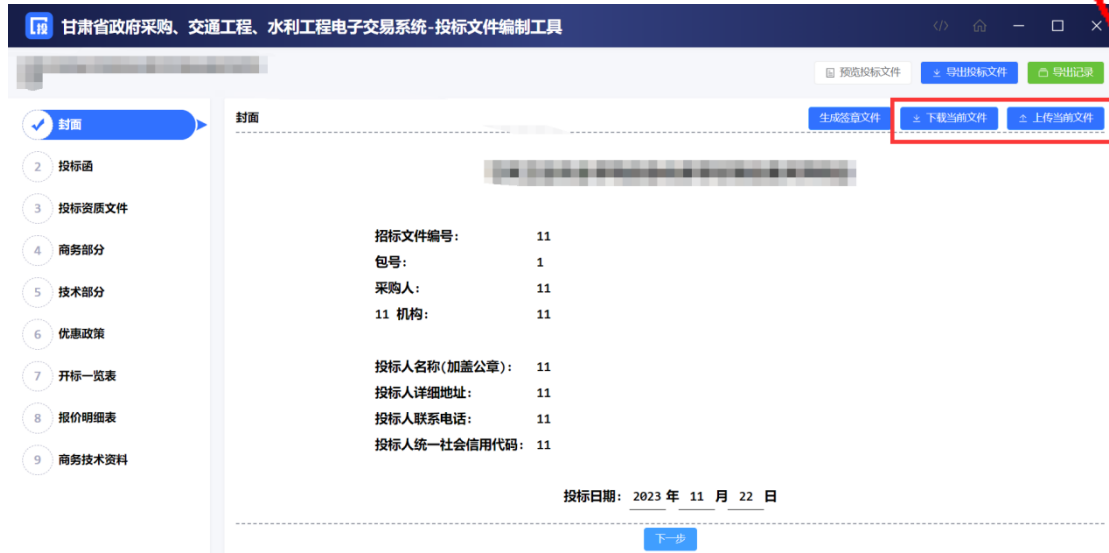 投 甘肃省政府采购、交通工程、水利工程电子交易系统-投标文件编制工具
预览投标文件 导出投标文件 导出记录
封面 生成签章文件 下载当前文件 上传当前文件
封面
2 投标函
3 投标资质文件
4 商务部分
5 技术部分
6 优惠政策
7 开标一览表
8 报价明细表
9 商务技术资料
招标文件编号: 11
包号: 1
采购人: 11
11 机构: 11
投标人名称(加盖公章): 11
投标人详细地址: 11
投标人联系电话: 11
投标人统一社会信用代码: 11
投标日期: 2023 年 11 月 22 日
下一步